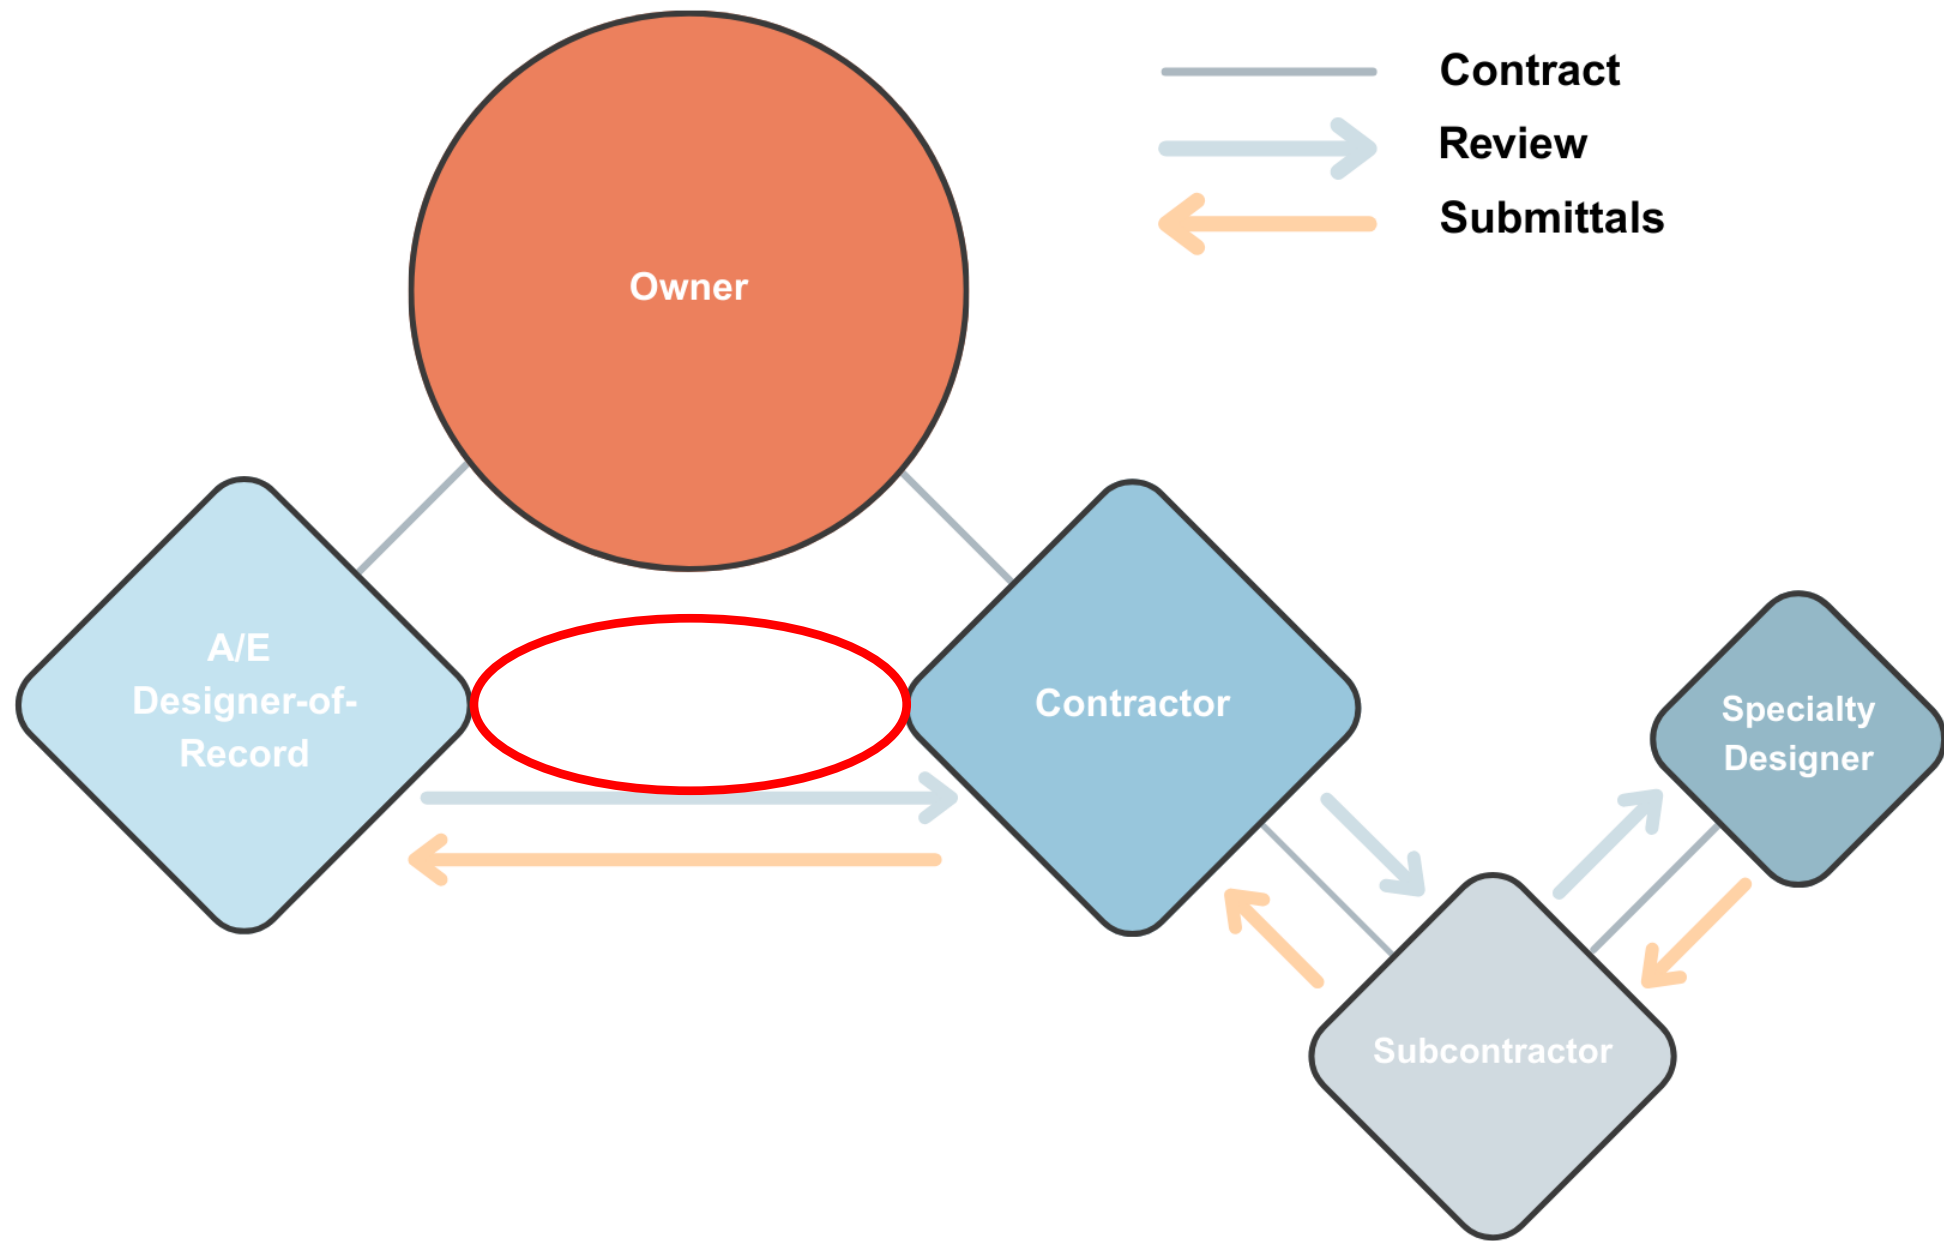 Contract
Review
Submittals
Owner
A/E
Designer-of-
Record
Contractor
Specialty
Designer
Subcontractor